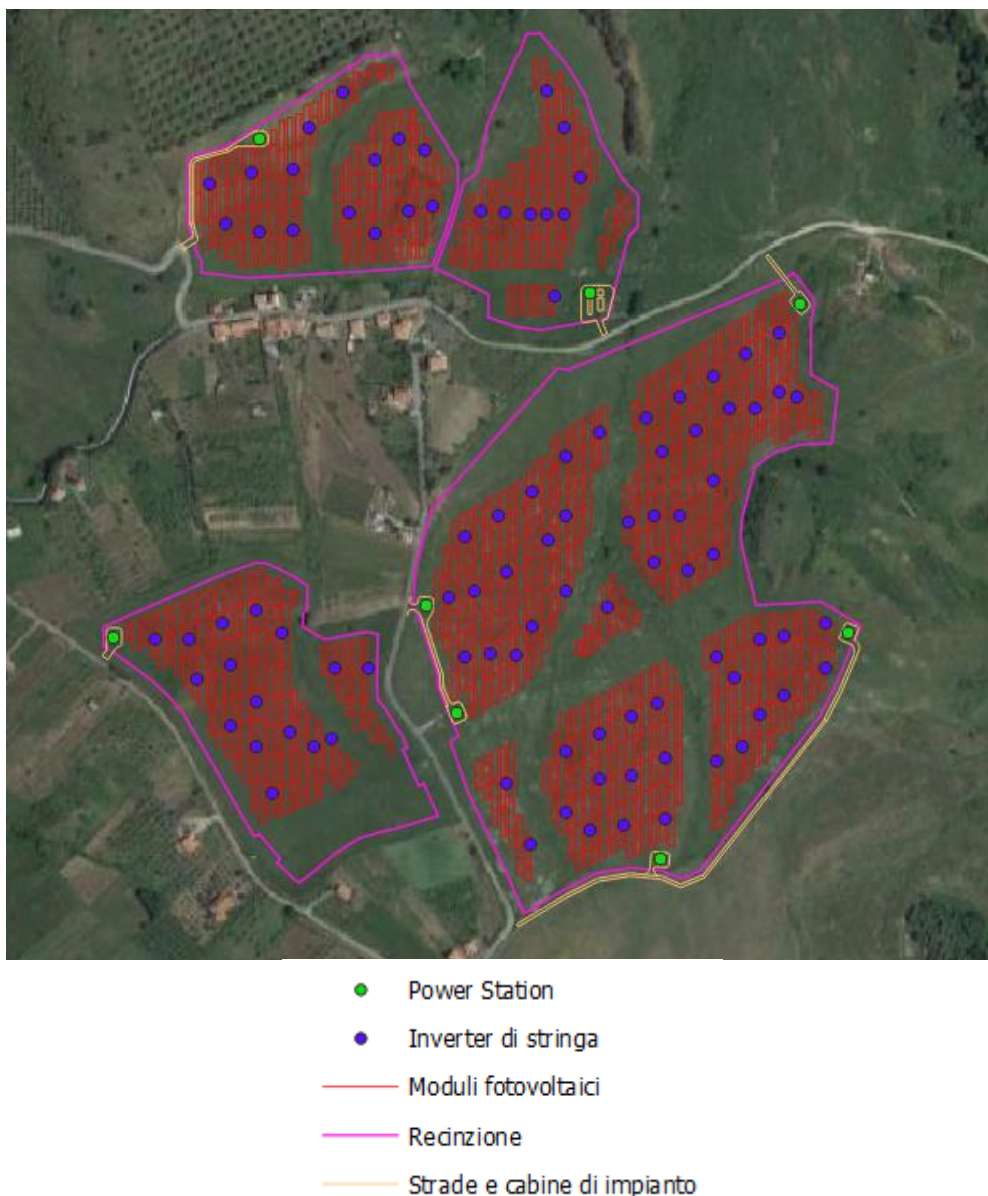 Power Station
Inverter di stringa
Moduli fotovoltaici
Recinzione
Strade e cabine di impianto